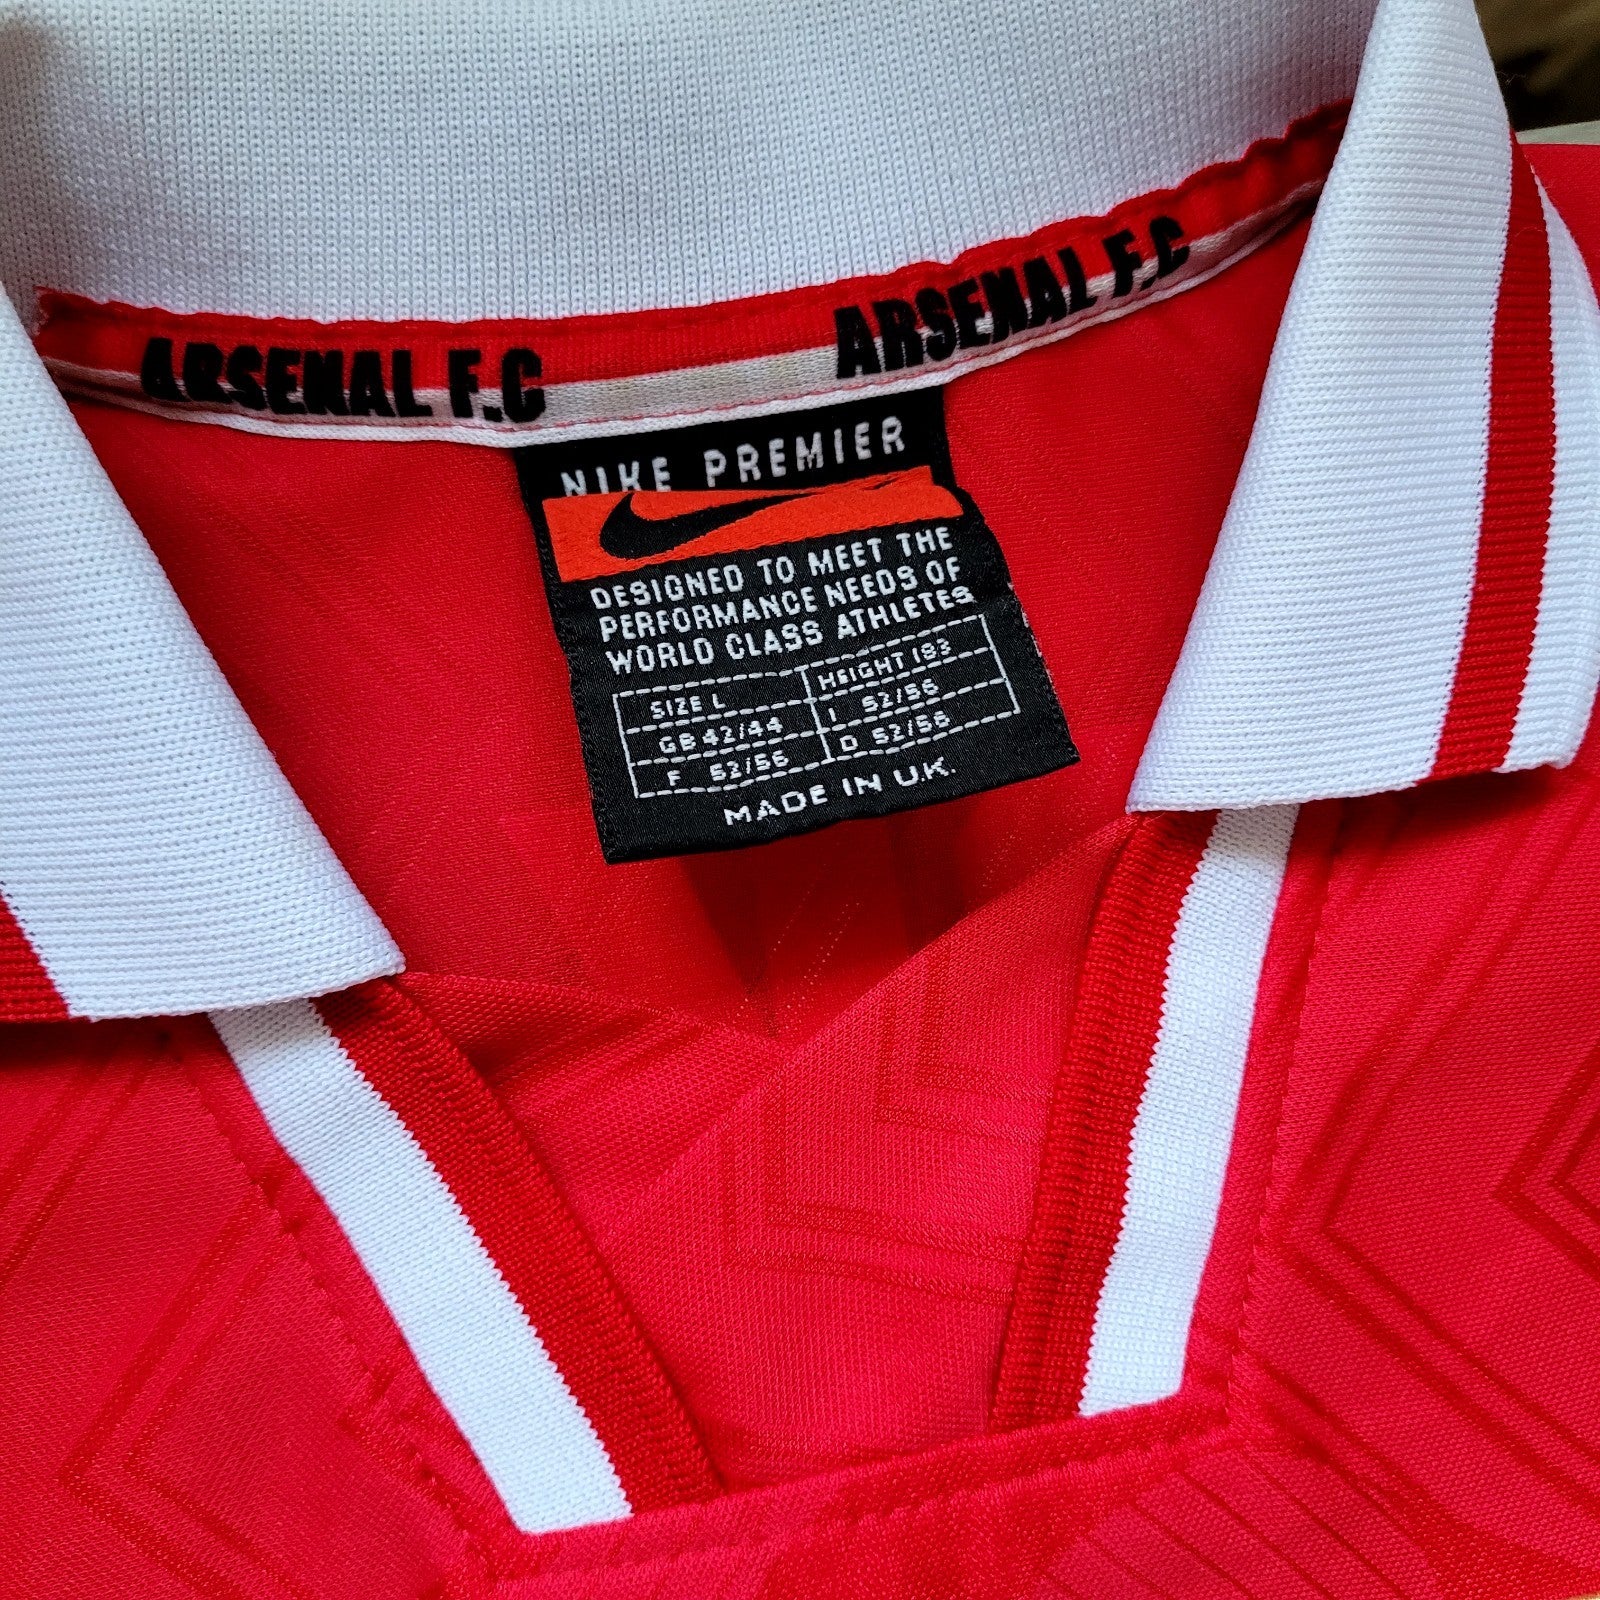 ARSENAL F.C ARSENAL F.C
NIKE PREMIER
DESIGNED TO MEET THE
PERFORMANCE NEEDS OF
WORLD CLASS ATHLETES
SIZE L HEIGHT 183
GB 42/44 I 52/56
F 52/56 D 52/56
MADE IN U.K.